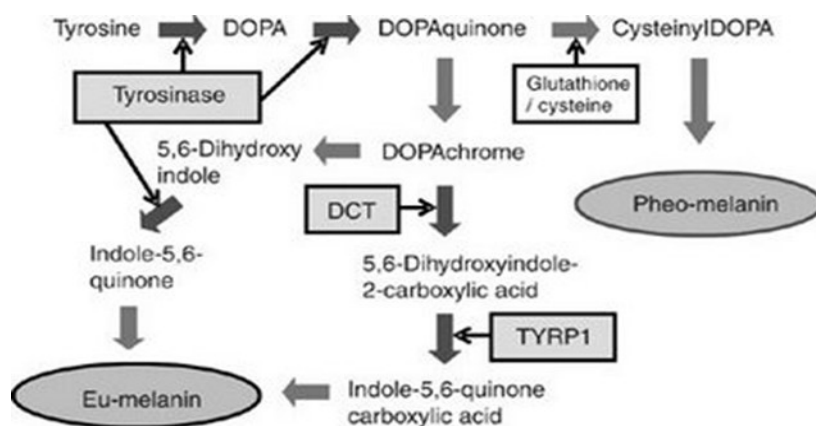 Tyrosine
DOPA
DOPAquinone
CysteinylDOPA
Tyrosinase
Glutathione
/ cysteine
5,6-Dihydroxy
indole
DOPAchrome
DCT
Pheo-melanin
Indole-5,6-
quinone
5,6-Dihydroxyindole-
2-carboxylic acid
TYRP1
Eu-melanin
Indole-5,6-quinone
carboxylic acid